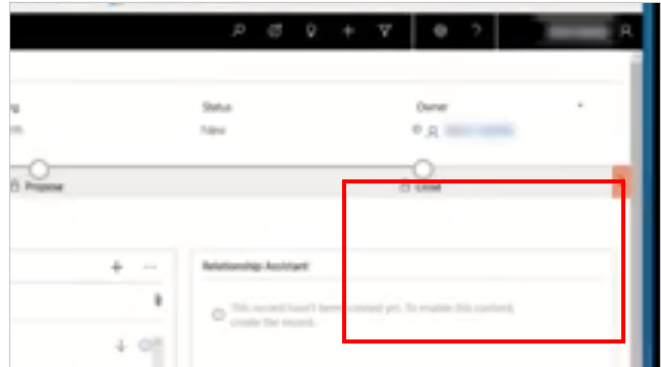 Status
Owner
New
Propose
Close
Relationship Assistant
This record hasn't been created yet. To enable this content,
create the record.